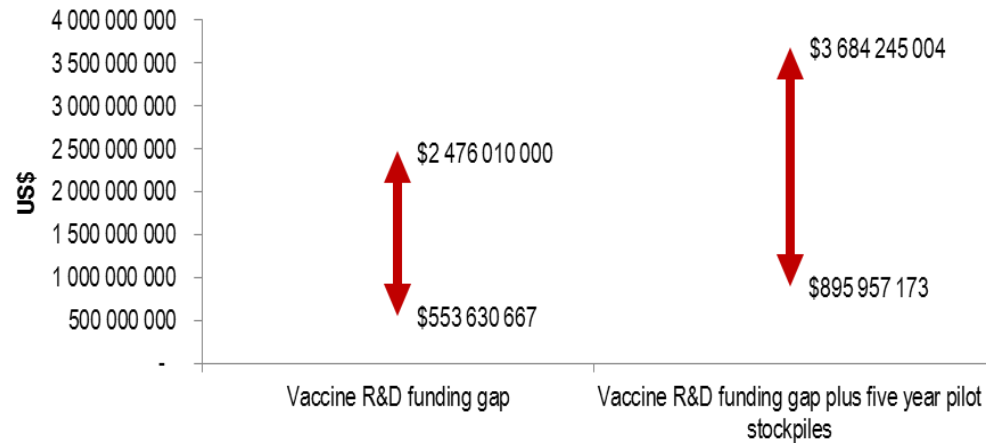 4 000 000 000
3 500 000 000
3 000 000 000
2 500 000 000
2 000 000 000
1 500 000 000
1 000 000 000
500 000 000
-
US$
$2 476 010 000
$553 630 667
$3 684 245 004
$895 957 173
Vaccine R&D funding gap
Vaccine R&D funding gap plus five year pilot
stockpiles